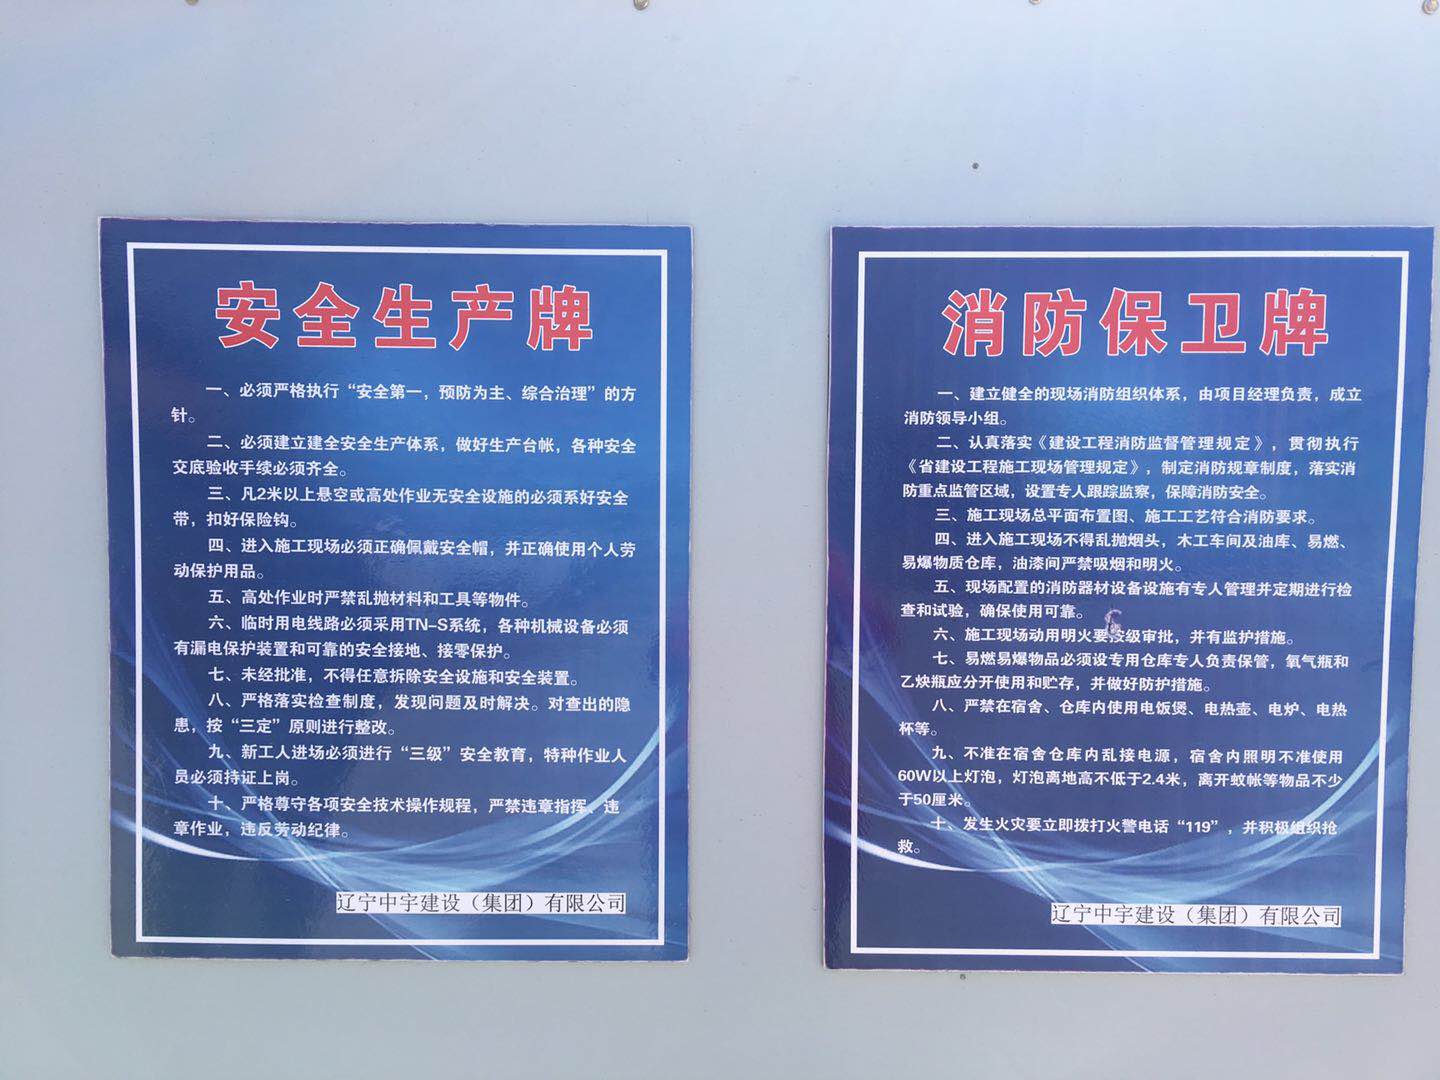 安全生产牌
一、必须严格执行“安全第一，预防为主、综合治理”的方
针。
二、必须建立建全安全生产体系，做好生产台帐，各种安全
交底验收手续必须齐全。
三、凡2米以上悬空或高处作业无安全设施的必须系好安全
带，扣好保险钩。
四、进入施工现场必须正确佩戴安全帽，并正确使用个人劳
动保护用品。
五、高处作业时严禁乱抛材料和工具等物件。
六、临时用电线路必须采用TN-S系统，各种机械设备必须
有漏电保护装置和可靠的安全接地、接零保护。
七、未经批准，不得任意拆除安全设施和安全装置。
八、严格落实检查制度，发现问题及时解决。对查出的隐
患，按“三定”原则进行整改。
九、新工人进场必须进行“三级”安全教育，特种作业人
员必须持证上岗。
十、严格尊守各项安全技术操作规程，严禁违章指挥、违
章作业，违反劳动纪律。
辽宁中宇建设（集团）有限公司
消防保卫牌
一、建立健全的现场消防组织体系，由项目经理负责，成立
消防领导小组。
二、认真落实《建设工程消防监督管理规定》，贯彻执行
《省建设工程施工现场管理规定》，制定消防规章制度，落实消
防重点监管区域，设置专人跟踪监察，保障消防安全。
三、施工现场总平面布置图、施工工艺符合消防要求。
四、进入施工现场不得乱抛烟头，木工车间及油库、易燃、
易爆物质仓库，油漆间严禁吸烟和明火。
五、现场配置的消防器材设备设施有专人管理并定期进行检
查和试验，确保使用可靠。
六、施工现场动用明火要级审批，并有监护措施。
七、易燃易爆物品必须设专用仓库专人负责保管，氧气瓶和
乙炔瓶应分开使用和贮存，并做好防护措施。
八、严禁在宿舍、仓库内使用电饭煲、电热壶、电炉、电热
杯等。
九、不准在宿舍仓库内乱接电源，宿舍内照明不准使用
60W以上灯泡，灯泡离地高不低于2.4米，离开蚊帐等物品不少
于50厘米。
十、发生火灾要立即拨打火警电话“119”，并积极组织抢
救。
辽宁中宇建设（集团）有限公司